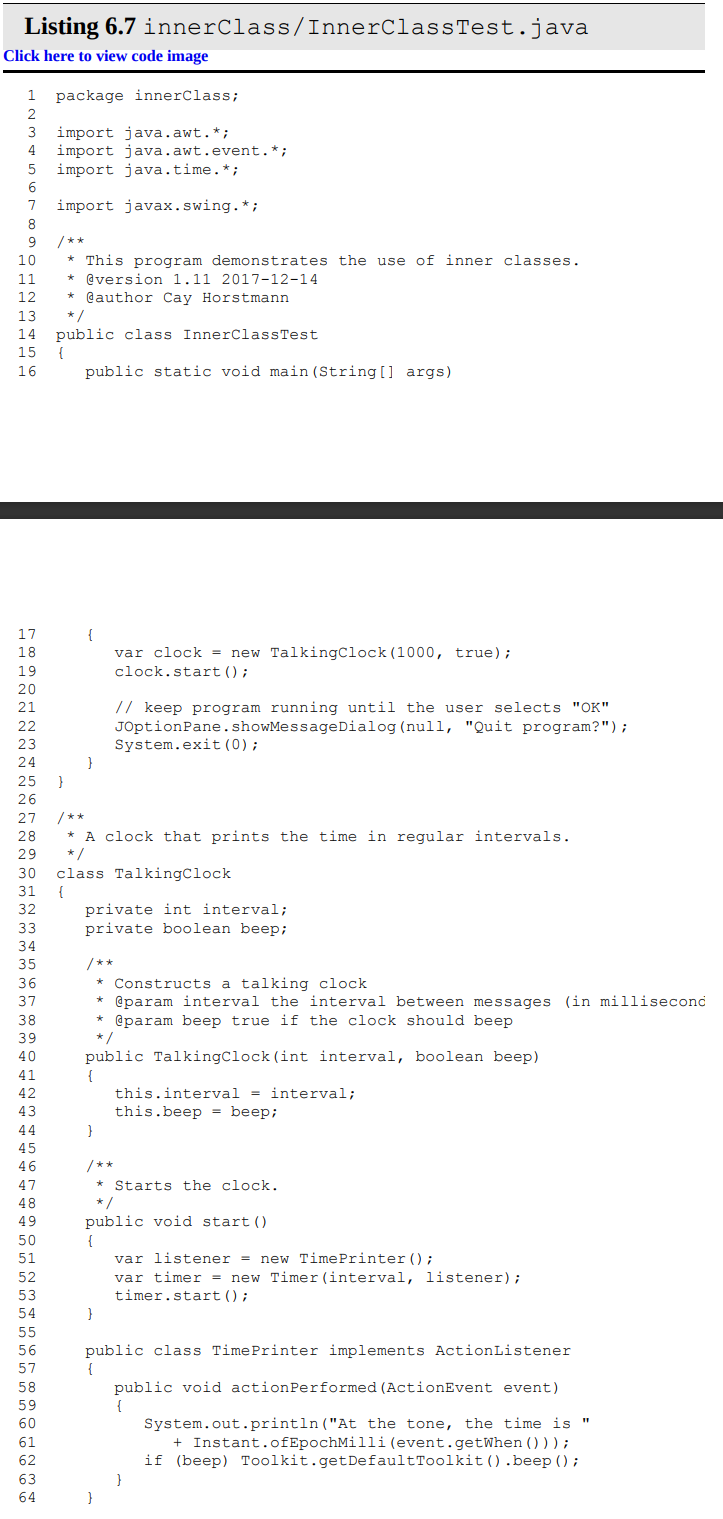 Listing 6.7 innerClass/InnerClassTest.java
Click here to view code image
1 package innerClass;
2
3 import java.awt.*;
4 import java.awt.event.*;
5 import java.time.*;
6
7 import javax.swing.*;
8
9 /**
10  * This program demonstrates the use of inner classes.
11  * @version 1.11 2017-12-14
12  * @author Cay Horstmann
13  */
14 public class InnerClassTest
15 {
16    public static void main(String[] args)
17    {
18       var clock = new TalkingClock(1000, true);
19       clock.start();
20
21       // keep program running until the user selects "OK"
22       JOptionPane.showMessageDialog(null, "Quit program?");
23       System.exit(0);
24    }
25 }
26
27 /**
28  * A clock that prints the time in regular intervals.
29  */
30 class TalkingClock
31 {
32    private int interval;
33    private boolean beep;
34
35    /**
36     * Constructs a talking clock
37     * @param interval the interval between messages (in millisecond
38     * @param beep true if the clock should beep
39     */
40    public TalkingClock(int interval, boolean beep)
41    {
42       this.interval = interval;
43       this.beep = beep;
44    }
45
46    /**
47     * Starts the clock.
48     */
49    public void start()
50    {
51       var listener = new TimePrinter();
52       var timer = new Timer(interval, listener);
53       timer.start();
54    }
55
56    public class TimePrinter implements ActionListener
57    {
58       public void actionPerformed(ActionEvent event)
59       {
60          System.out.println("At the tone, the time is "
61             + Instant.ofEpochMilli(event.getWhen()));
62          if (beep) Toolkit.getDefaultToolkit().beep();
63       }
64    }